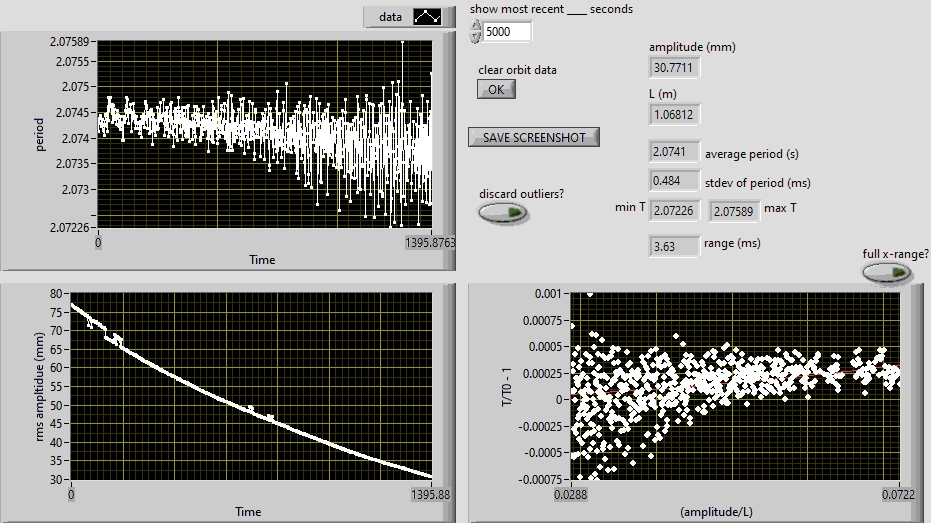 data
2.07589
2.0755
2.075
2.0745
2.074
2.0735
2.073
2.07226
period
0
1395.8763
Time
show most recent ___ seconds
5000
clear orbit data
OK
SAVE SCREENSHOT
discard outliers?
amplitude (mm)
30.7711
L (m)
1.06812
2.0741 average period (s)
0.484 stdev of period (ms)
min T 2.07226 2.07589 max T
3.63 range (ms)
full x-range?
80
75
70
65
60
55
50
45
40
35
30
rms ampltidue (mm)
0
1395.88
Time
0.001
0.00075
0.0005
0.00025
0
-0.00025
-0.0005
-0.00075
T/T0 - 1
0.0288
0.0722
(amplitude/L)